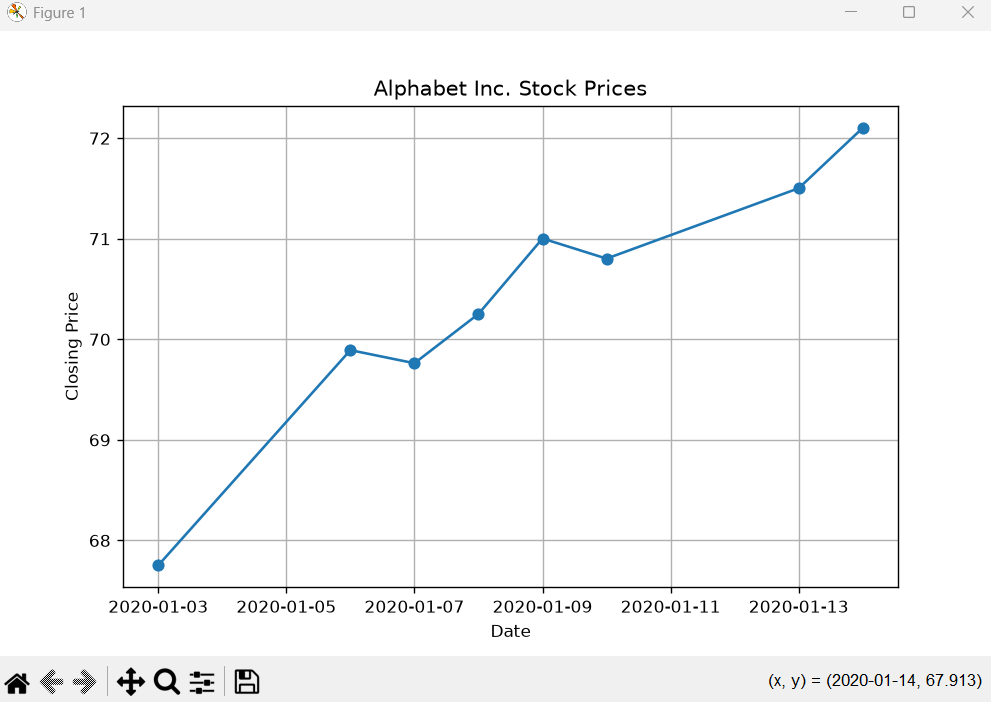 Figure 1
Alphabet Inc. Stock Prices
72
71
70
69
68
Closing Price
2020-01-03 2020-01-05 2020-01-07 2020-01-09 2020-01-11 2020-01-13
Date
(x, y) = (2020-01-14, 67.913)